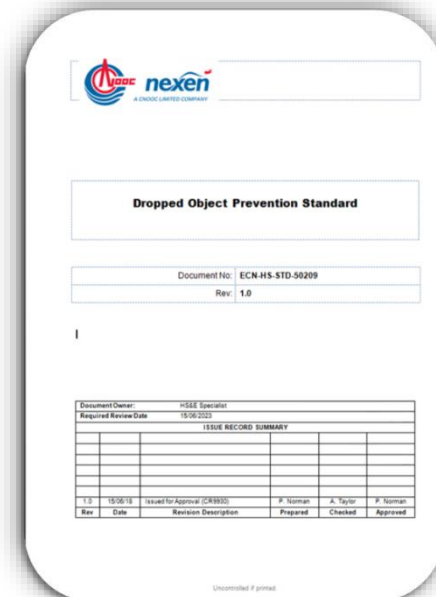 CNOOC nexen
A CNOOC LIMITED COMPANY
Dropped Object Prevention Standard
Document No: ECN-HS-STD-50209
Rev: 1.0
Document Owner: HS&E Specialist
Required Review Date 15/06/2023
ISSUE RECORD SUMMARY
1.0 15/06/18 Issued for Approval (CR9930) P. Norman A. Taylor P. Norman
Rev Date Revision Description Prepared Checked Approved
Uncontrolled if printed